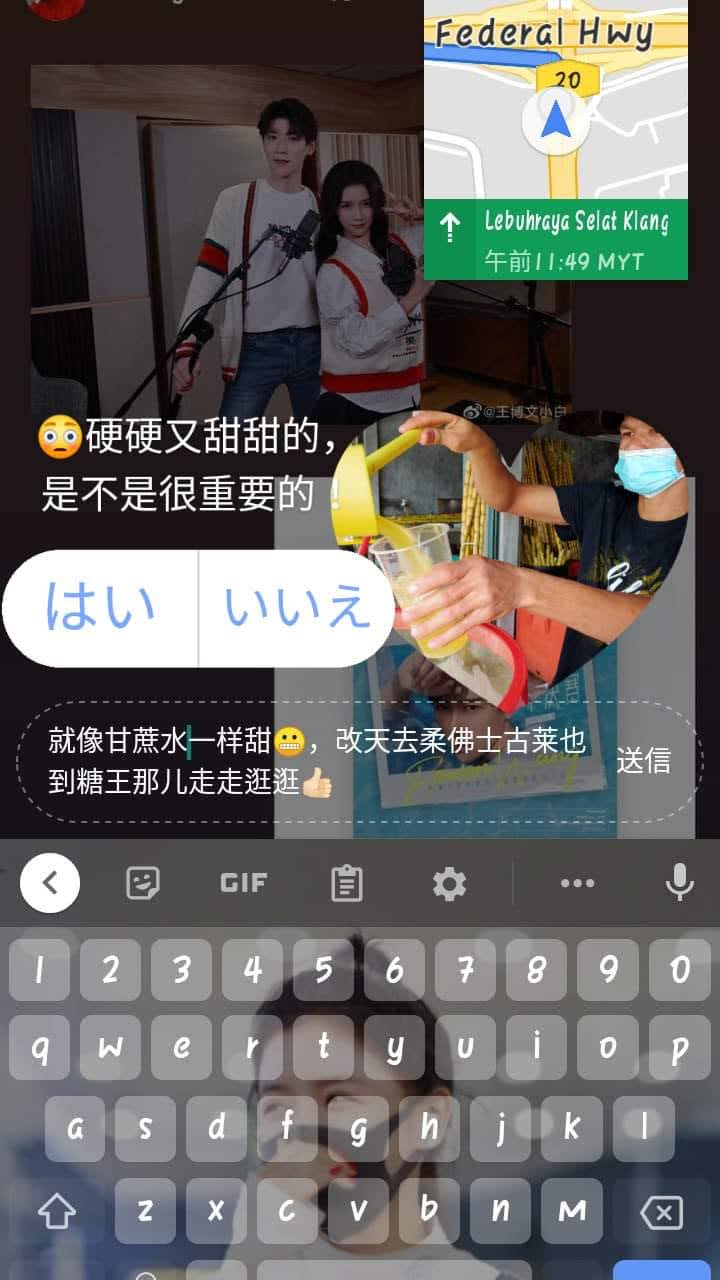 Federal Hwy
20
Lebuhraya Selat Klang
午前11:49 MYT
@王博文小白
😳硬硬又甜甜的，
是不是很重要的！
はい
いいえ
就像甘蔗水一样甜😬，改天去柔佛士古莱也
到糖王那儿走走逛逛👍🏻
送信
GIF
1 2 3 4 5 6 7 8 9 0
q w e r t y u i o p
a s d f g h j k l
z x c v b n m